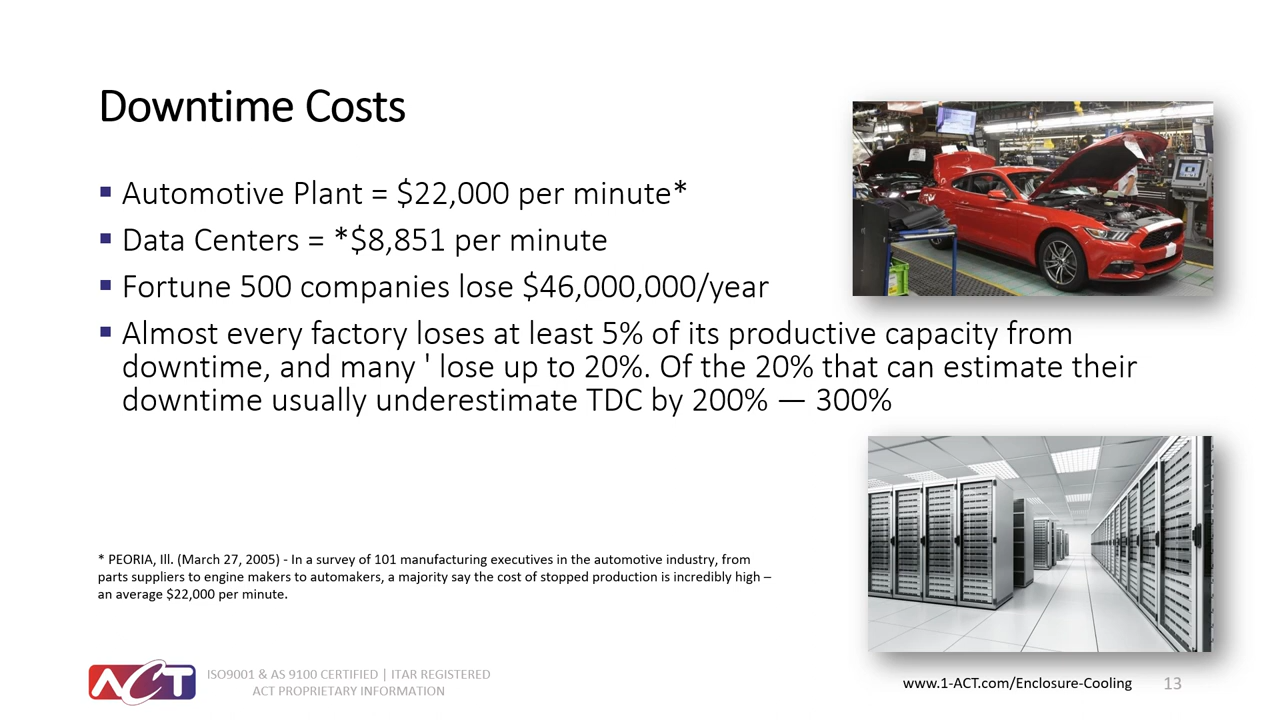 Downtime Costs
▪ Automotive Plant = $22,000 per minute*
▪ Data Centers = *$8,851 per minute
▪ Fortune 500 companies lose $46,000,000/year
▪ Almost every factory loses at least 5% of its productive capacity from
downtime, and many ' lose up to 20%. Of the 20% that can estimate their
downtime usually underestimate TDC by 200% — 300%
* PEORIA, Ill. (March 27, 2005) - In a survey of 101 manufacturing executives in the automotive industry, from
parts suppliers to engine makers to automakers, a majority say the cost of stopped production is incredibly high –
an average $22,000 per minute.
ACT
ISO9001 & AS 9100 CERTIFIED | ITAR REGISTERED
ACT PROPRIETARY INFORMATION
www.1-ACT.com/Enclosure-Cooling
13